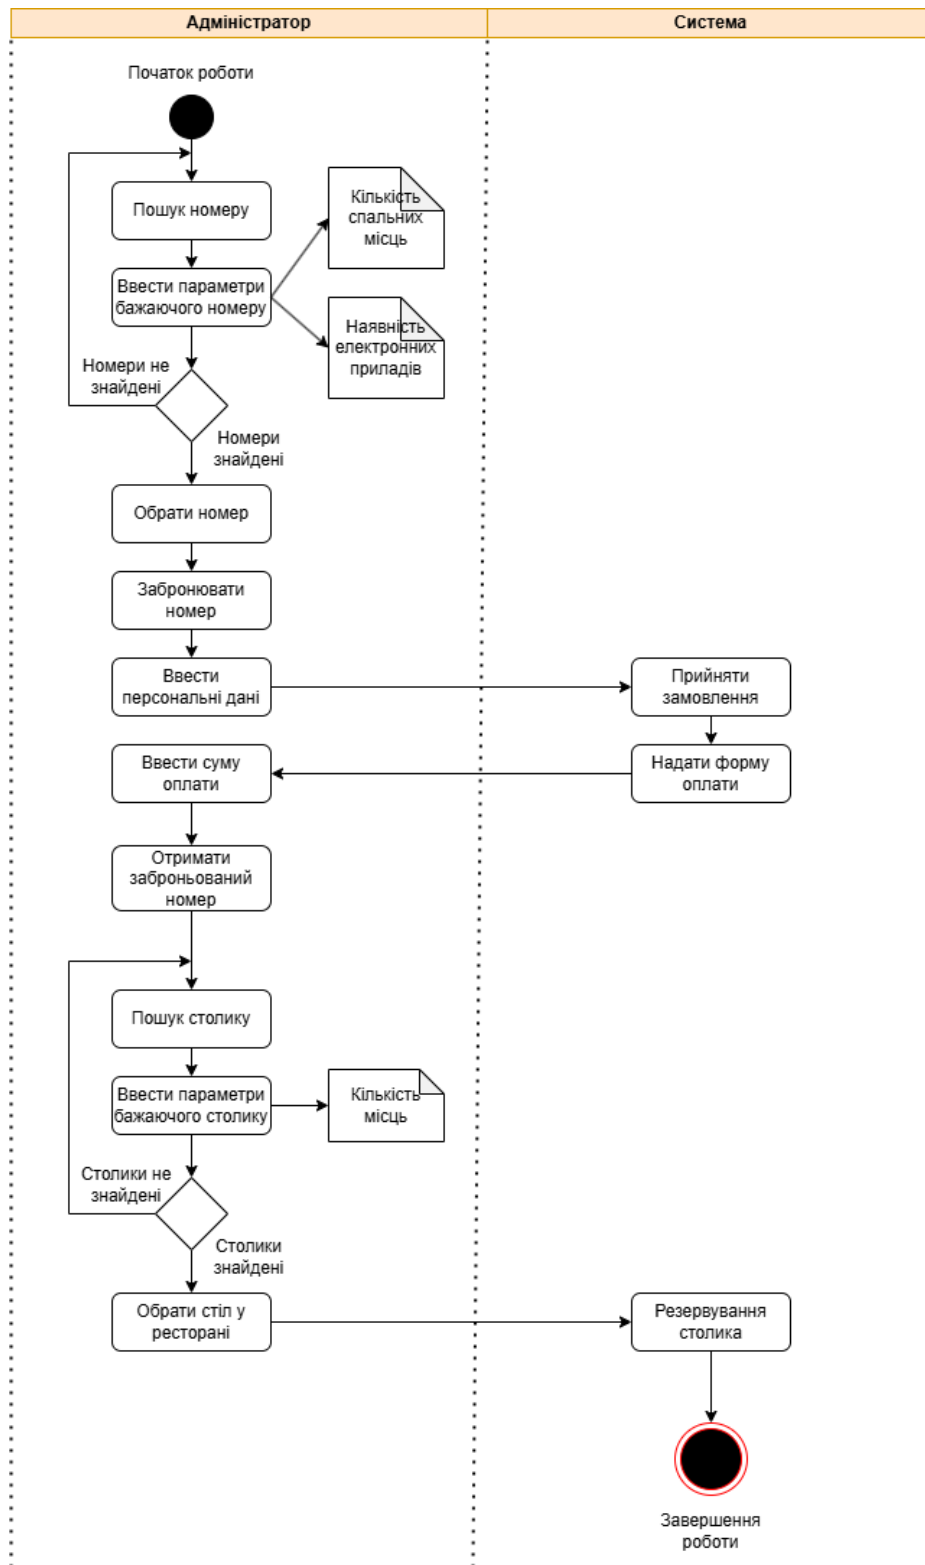 Адміністратор
Система
Початок роботи
Пошук номеру
Кількість
спальних
місць
Ввести параметри
бажаючого номеру
Наявність
електронних
приладів
Номери не
знайдені
Номери
знайдені
Обрати номер
Забронювати
номер
Ввести
персональні дані
Прийняти
замовлення
Ввести суму
оплати
Надати форму
оплати
Отримати
заброньований
номер
Пошук столику
Ввести параметри
бажаючого столику
Кількість
місць
Столики не
знайдені
Столики
знайдені
Обрати стіл у
ресторані
Резервування
столика
Завершення
роботи